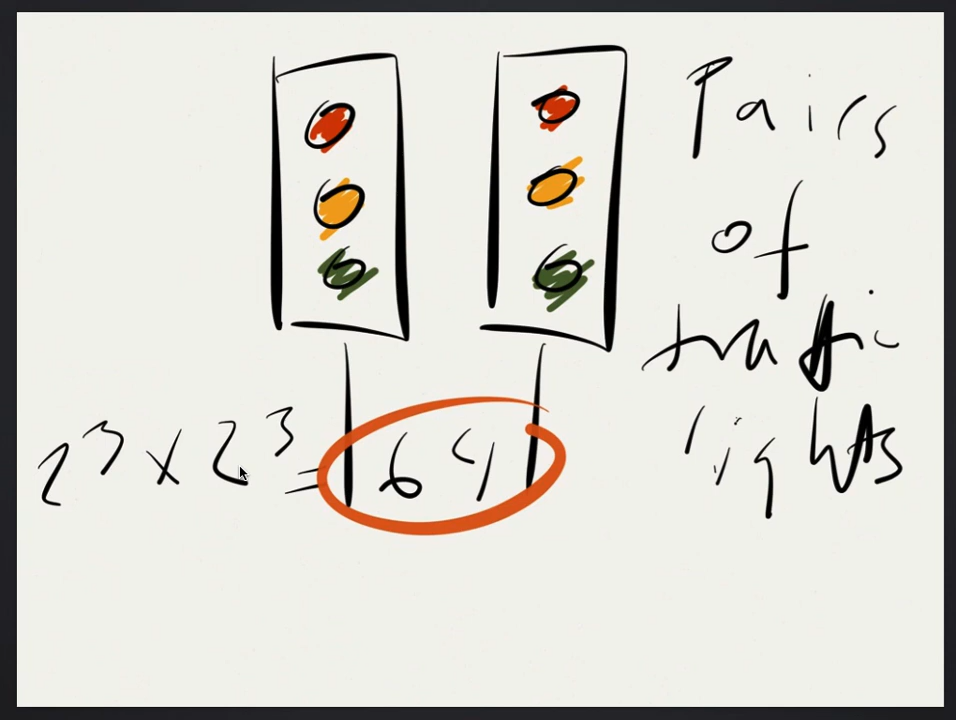 Pairs
of
traffic
lights
2³ x 2³ = 64